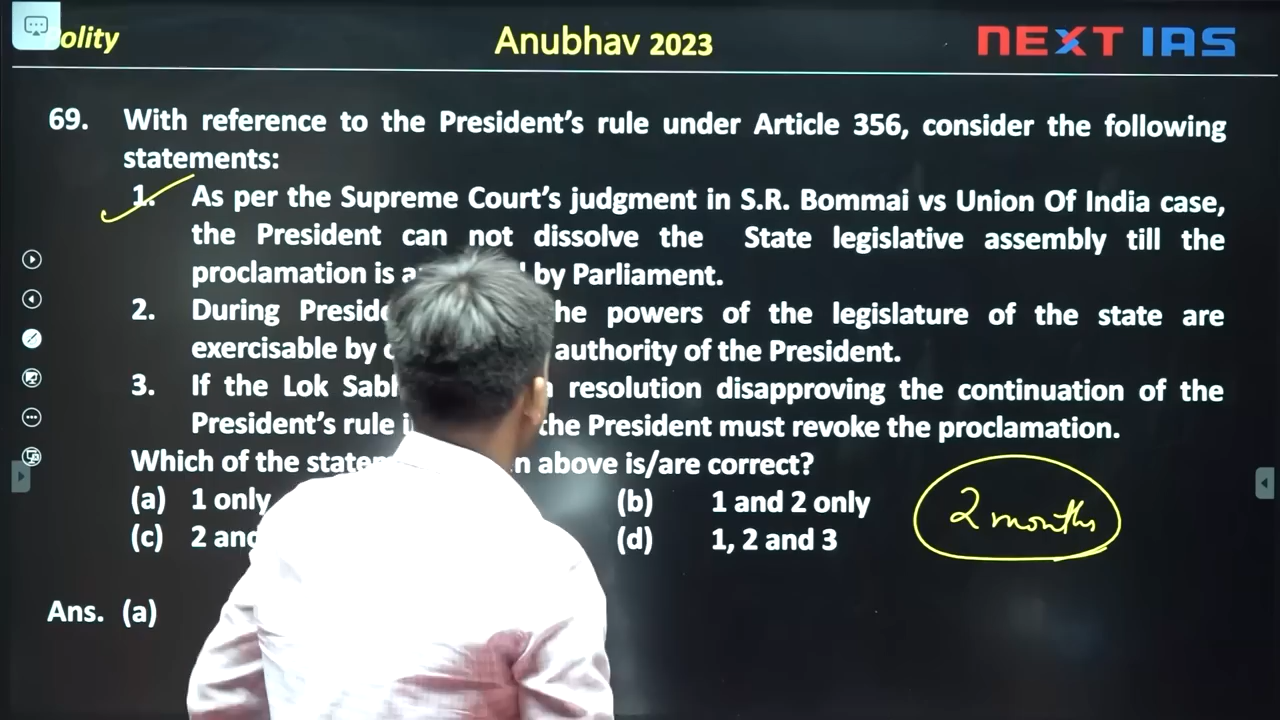 olity
Anubhav 2023
NEXT IAS
69. With reference to the President's rule under Article 356, consider the following
statements:
1. As per the Supreme Court's judgment in S.R. Bommai vs Union Of India case,
the President can not dissolve the State legislative assembly till the
proclamation is by Parliament.
2. During he powers of the legislature of the state are
exercisable by authority of the President.
3. If the Lok resolution disapproving the continuation of the
President's rule the President must revoke the proclamation.
Which of the above is/are correct?
(a) 1 only (b) 1 and 2 only
(c) 2 (d) 1, 2 and 3
2 months
Ans. (a)